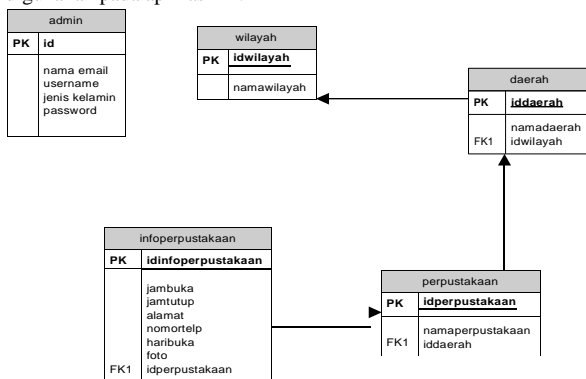 admin
PK id
nama email
username
jenis kelamin
password
wilayah
PK idwilayah
namawilayah
daerah
PK iddaerah
namadaerah
FK1 idwilayah
infoperpustakaan
PK idinfoperpustakaan
jambuka
jamtutup
alamat
nomortelp
haribuka
foto
FK1 idperpustakaan
perpustakaan
PK idperpustakaan
namaperpustakaan
FK1 iddaerah